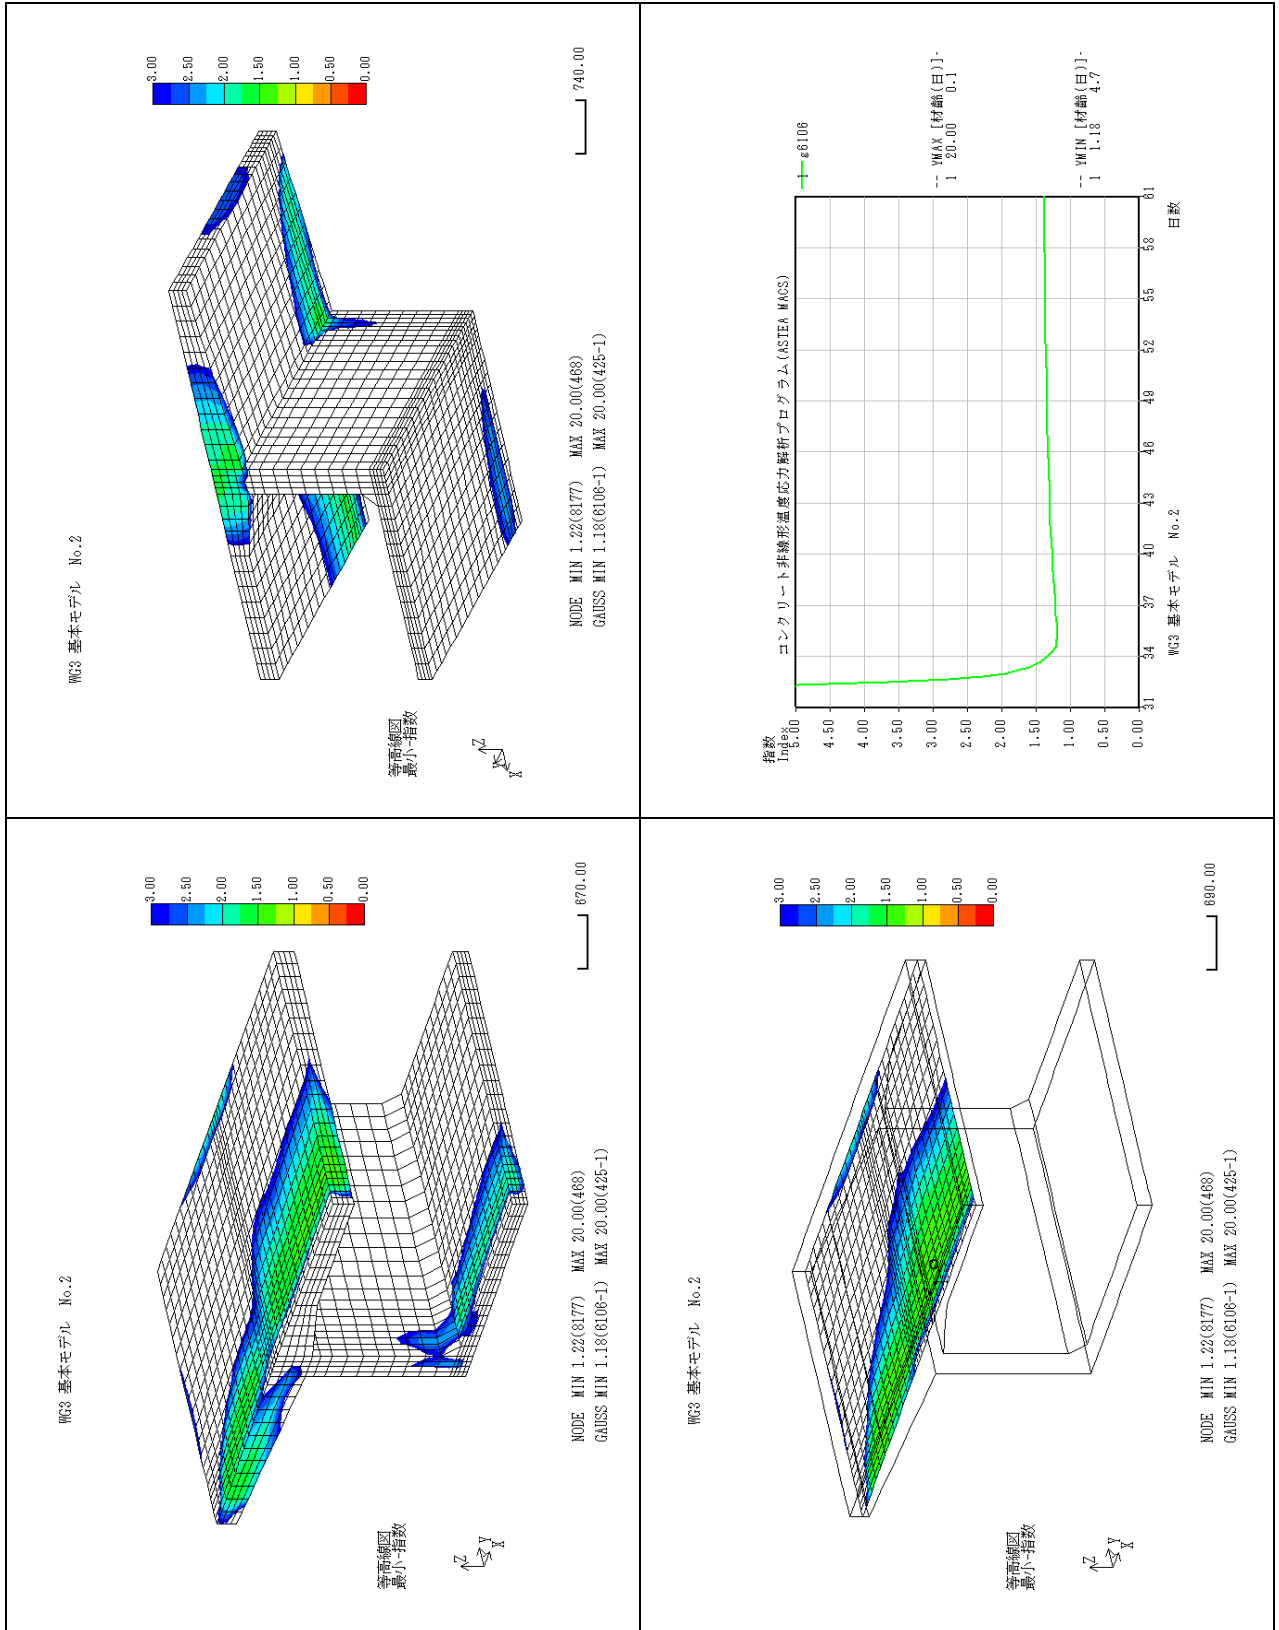 WG3 基本モデル No.2
3.00
2.50
2.00
1.50
1.00
0.50
0.00
等高線図
最小-指数
Z
Y
X
740.00
NODE MIN 1.22(8177) MAX 20.00(468)
GAUSS MIN 1.18(6106-1) MAX 20.00(425-1)
コンクリート非線形温度応力解析プログラム(ASTEA MACS)
指数
Index
5.00
4.50
4.00
3.50
3.00
2.50
2.00
1.50
1.00
0.50
0.00
31
34
37
40
43
46
49
52
55
58
61
日数
WG3 基本モデル No.2
1 g6106
-- YMAX [材齢(日)]-
1 20.00 0.1
-- YMIN [材齢(日)]-
1 1.18 4.7
WG3 基本モデル No.2
3.00
2.50
2.00
1.50
1.00
0.50
0.00
等高線図
最小-指数
Z
Y
X
670.00
NODE MIN 1.22(8177) MAX 20.00(468)
GAUSS MIN 1.18(6106-1) MAX 20.00(425-1)
WG3 基本モデル No.2
3.00
2.50
2.00
1.50
1.00
0.50
0.00
等高線図
最小-指数
Z
Y
X
690.00
NODE MIN 1.22(8177) MAX 20.00(468)
GAUSS MIN 1.18(6106-1) MAX 20.00(425-1)